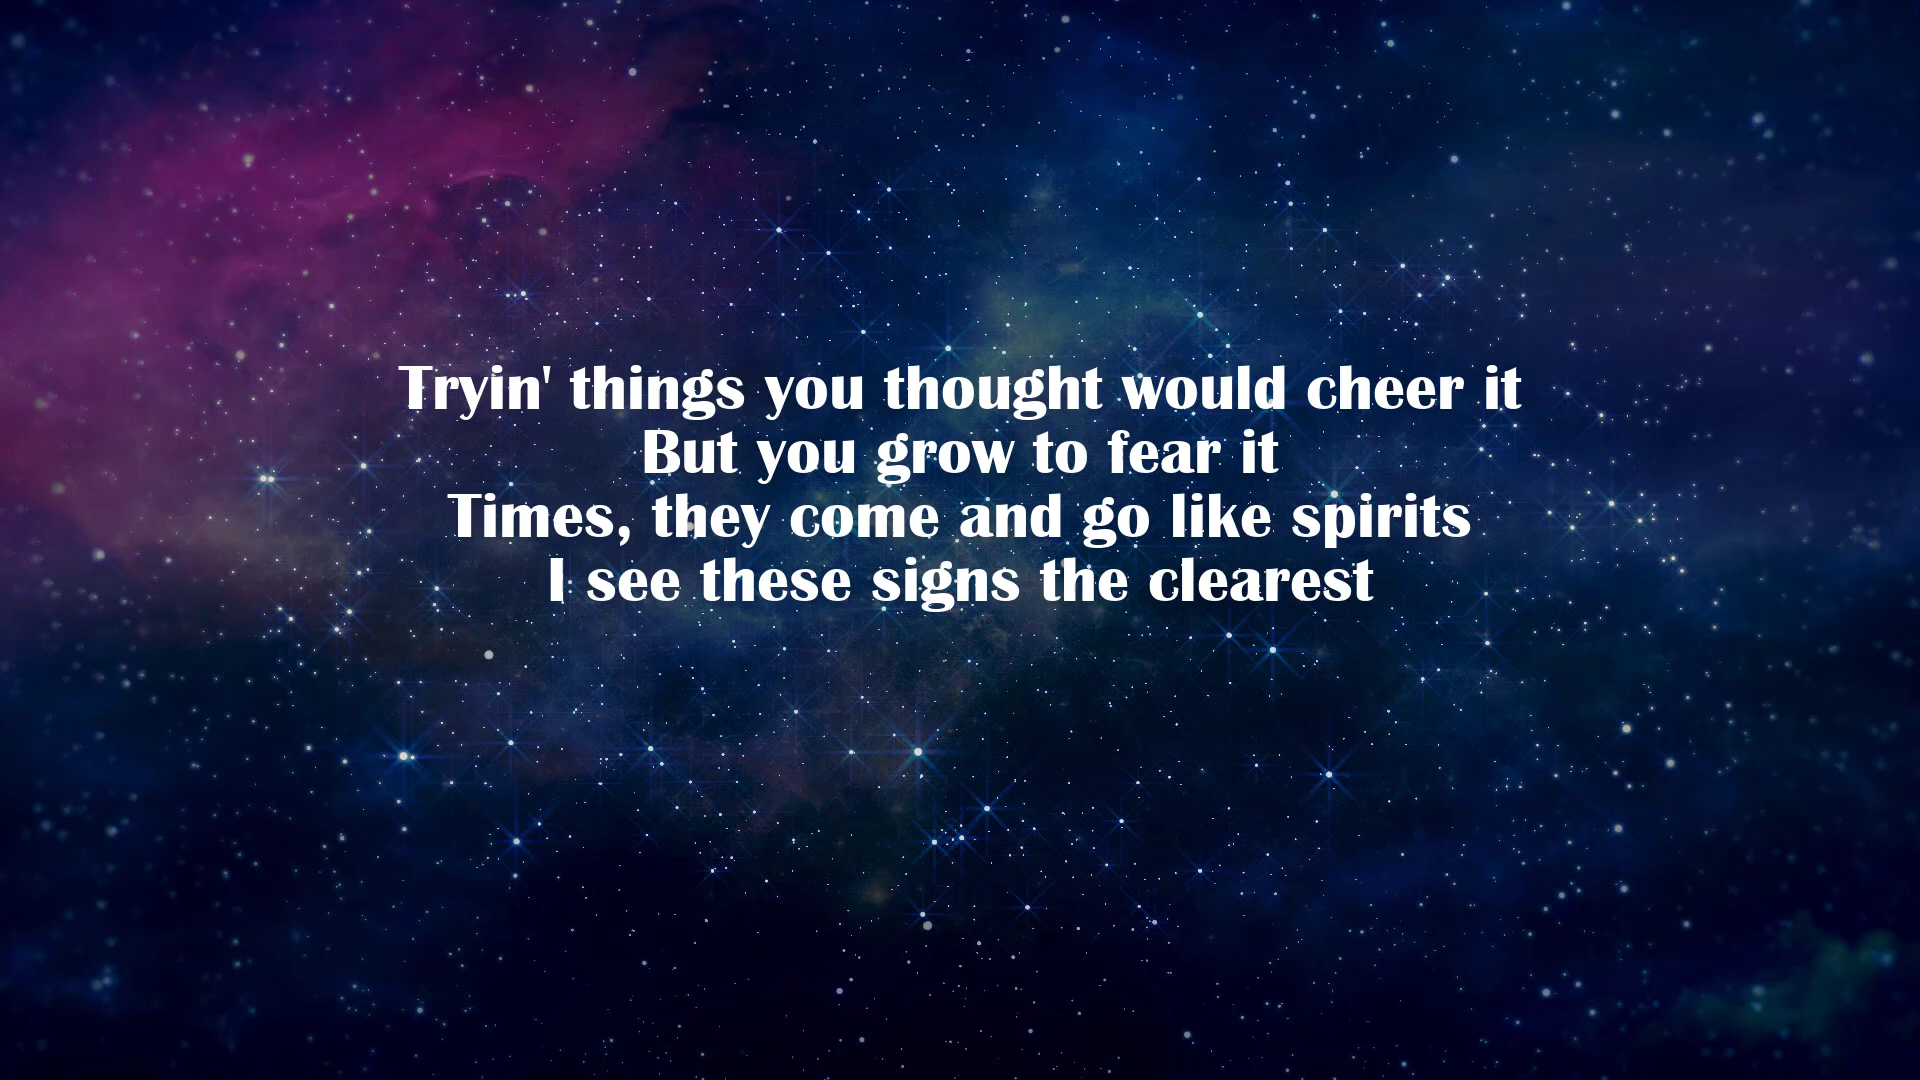 Tryin' things you thought would cheer it
But you grow to fear it
Times, they come and go like spirits
I see these signs the clearest